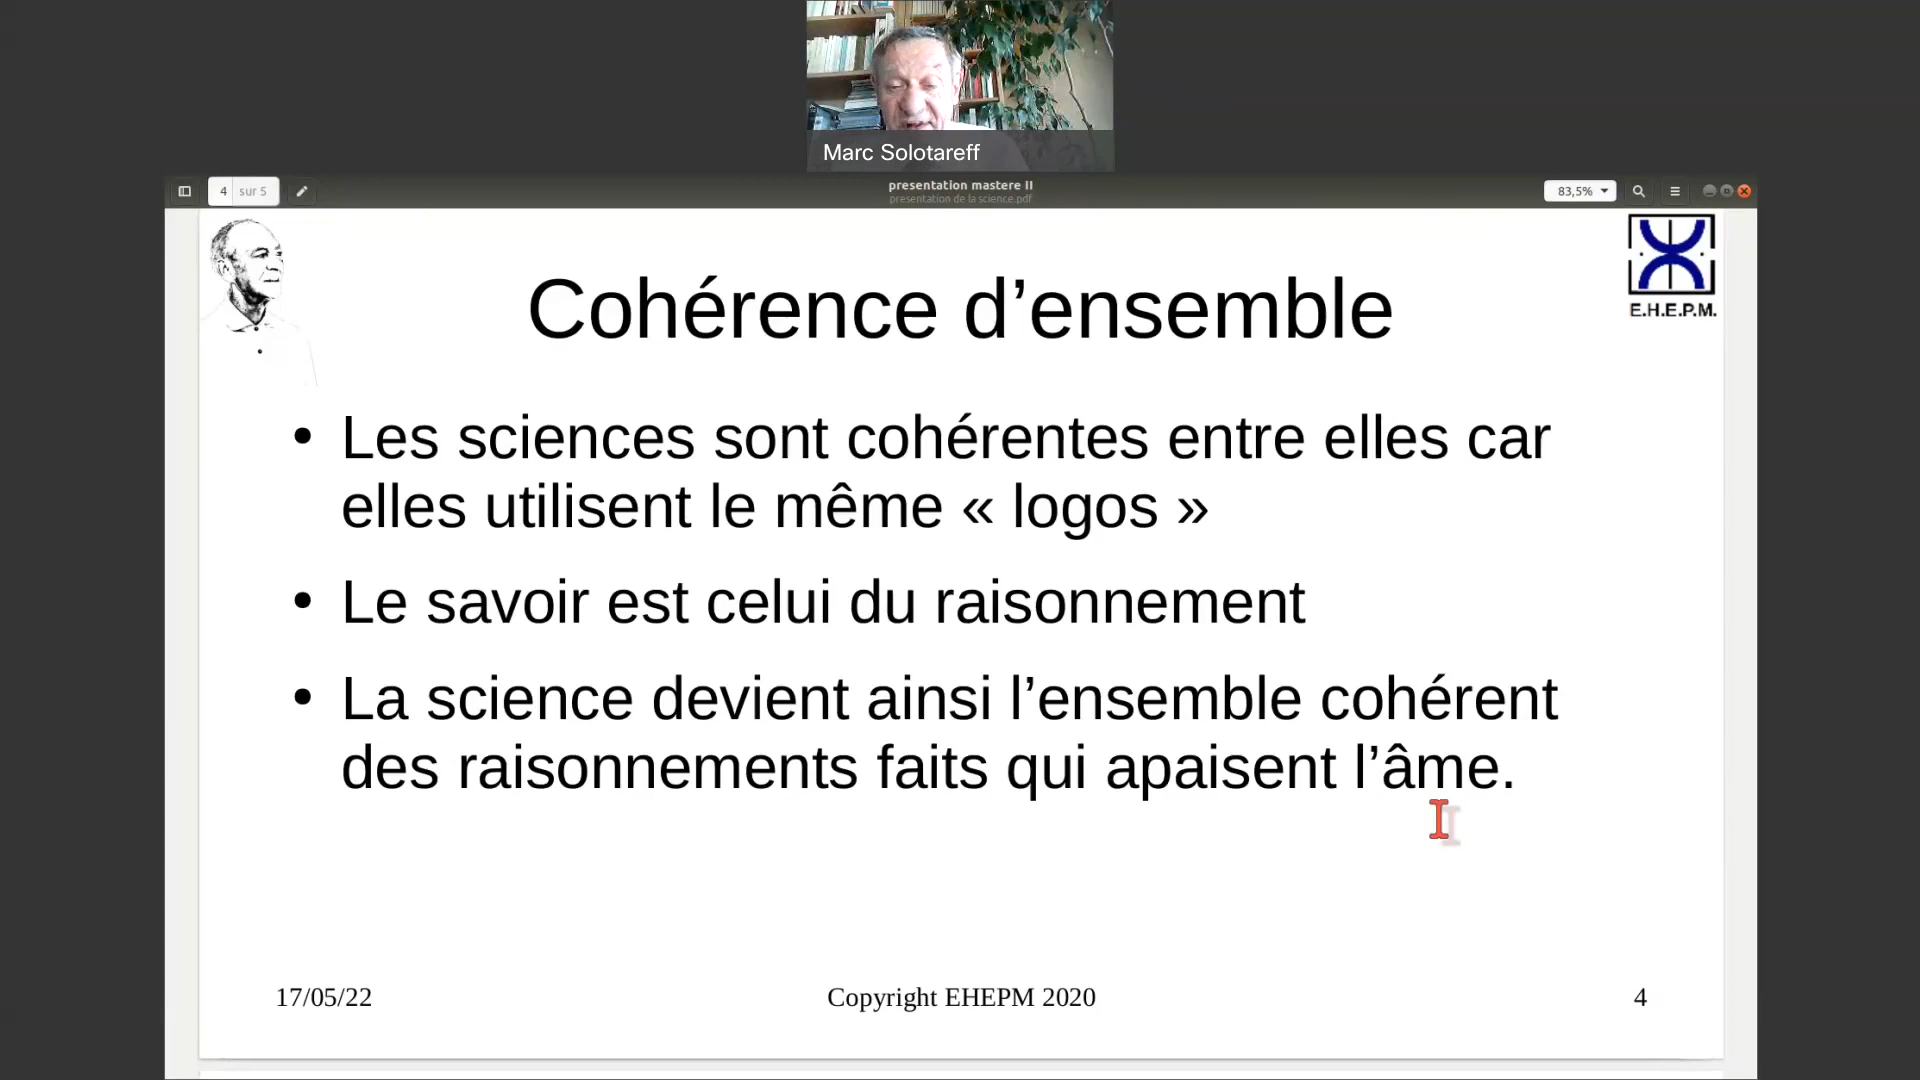 Marc Solotareff
4 sur 5
presentation mastere II
presentation de la science.pdf
83,5%
E.H.E.P.M.
Cohérence d’ensemble
• Les sciences sont cohérentes entre elles car
elles utilisent le même « logos »
• Le savoir est celui du raisonnement
• La science devient ainsi l’ensemble cohérent
des raisonnements faits qui apaisent l’âme.
17/05/22
Copyright EHEPM 2020
4